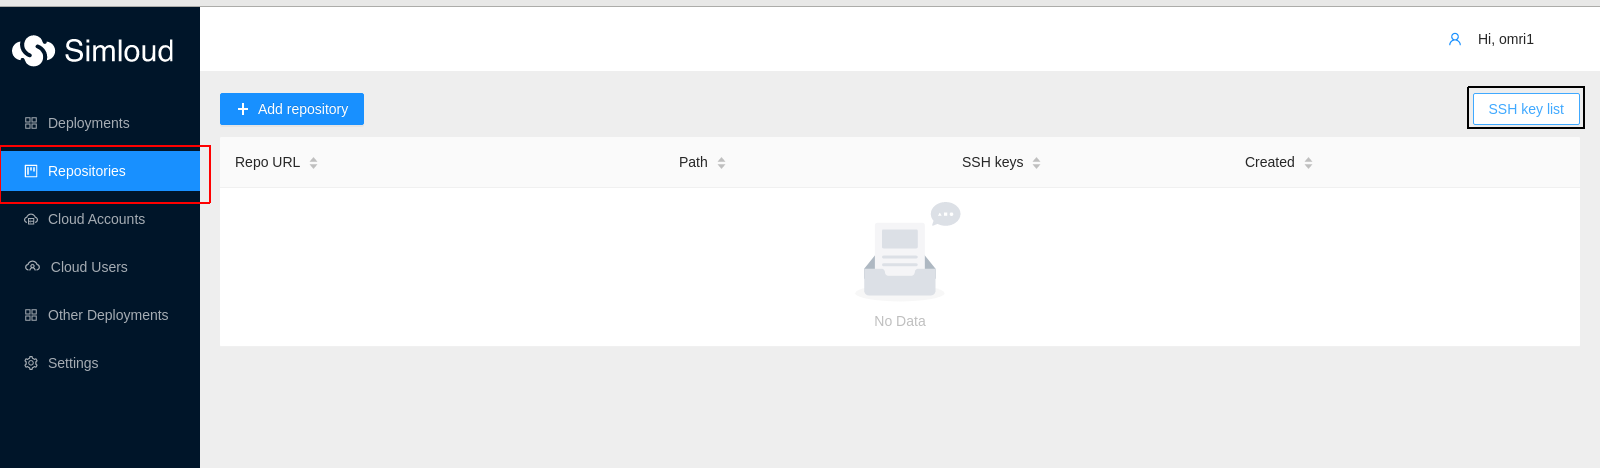 Simloud
Hi, omri1
Deployments
Repositories
Cloud Accounts
Cloud Users
Other Deployments
Settings
Add repository
SSH key list
Repo URL Path SSH keys Created
No Data